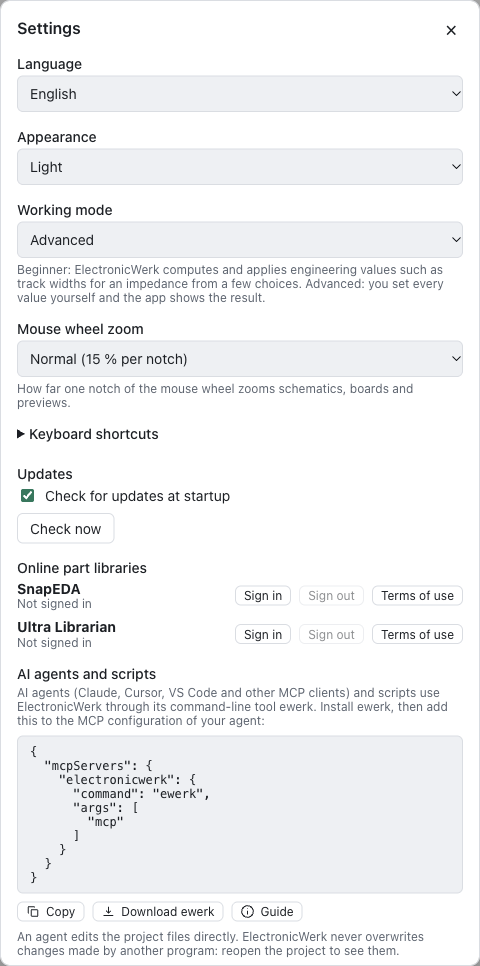 Settings
Language
English
Appearance
Light
Working mode
Advanced
Beginner: ElectronicWerk computes and applies engineering values such as
track widths for an impedance from a few choices. Advanced: you set every
value yourself and the app shows the result.
Mouse wheel zoom
Normal (15 % per notch)
How far one notch of the mouse wheel zooms schematics, boards and
previews.
Keyboard shortcuts
Updates
Check for updates at startup
Check now
Online part libraries
SnapEDA
Not signed in
Sign in Sign out Terms of use
Ultra Librarian
Not signed in
Sign in Sign out Terms of use
AI agents and scripts
AI agents (Claude, Cursor, VS Code and other MCP clients) and scripts use
ElectronicWerk through its command-line tool ewerk. Install ewerk, then add
this to the MCP configuration of your agent:
{
  "mcpServers": {
    "electronicwerk": {
      "command": "ewerk",
      "args": [
        "mcp"
      ]
    }
  }
}
Copy Download ewerk Guide
An agent edits the project files directly. ElectronicWerk never overwrites
changes made by another program: reopen the project to see them.